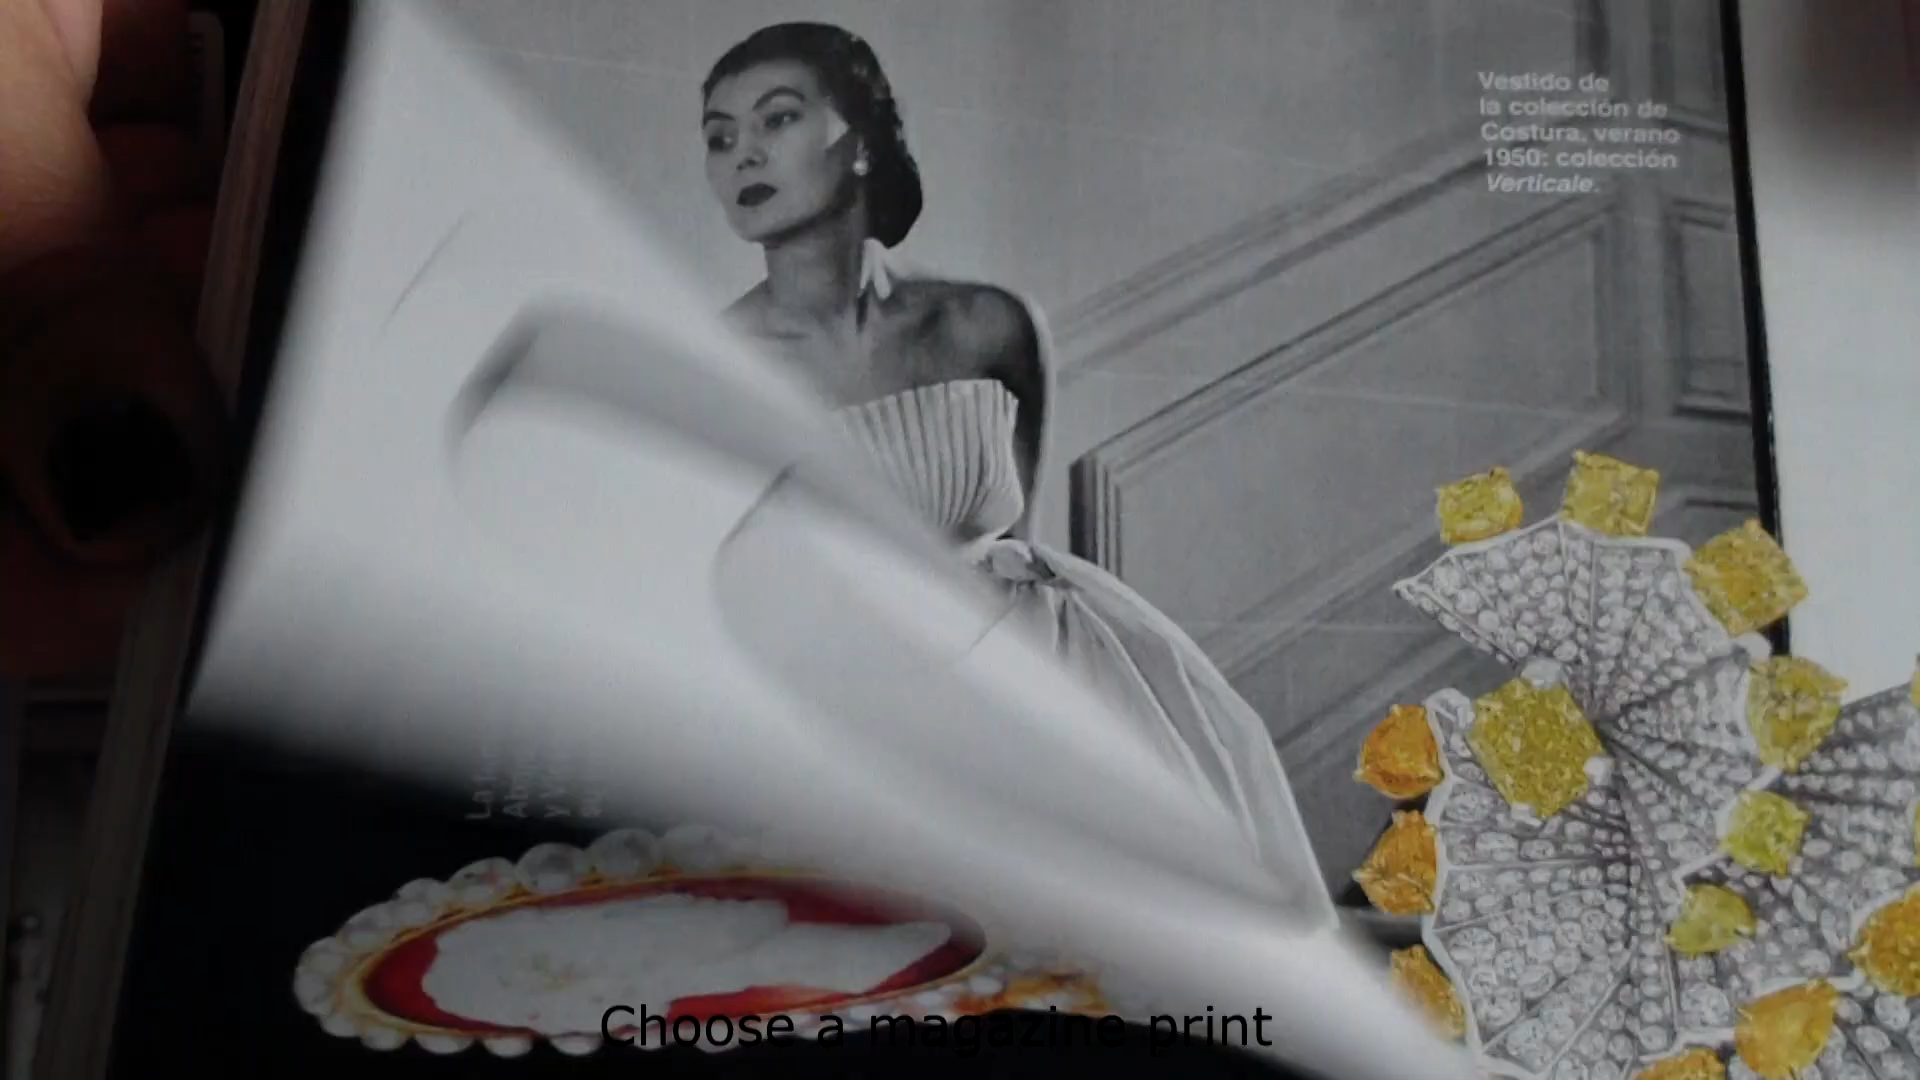 Vestido de
la colección de
Costura, verano
1950: colección
Verticale.
Choose a magazine print